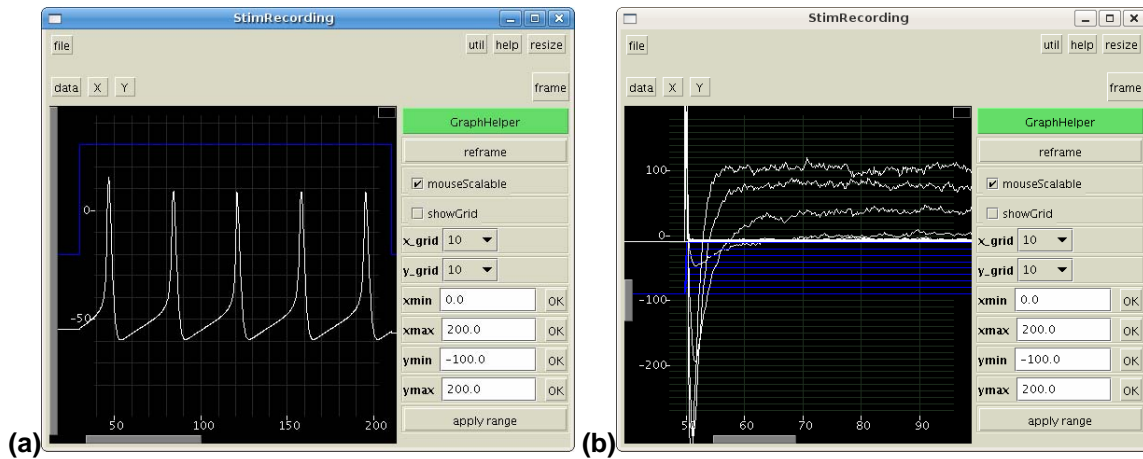 StimRecording
file
util help resize
data X Y
frame
GraphHelper
reframe
mouseScalable
showGrid
x_grid 10
y_grid 10
xmin 0.0 OK
xmax 200.0 OK
ymin -100.0 OK
ymax 200.0 OK
apply range
0-
-50-
50 100 150 200
(a)
StimRecording
file
util help resize
data X Y
frame
GraphHelper
reframe
mouseScalable
showGrid
x_grid 10
y_grid 10
xmin 0.0 OK
xmax 200.0 OK
ymin -100.0 OK
ymax 200.0 OK
apply range
100-
0-
-100-
-200-
60 70 80 90
(b)